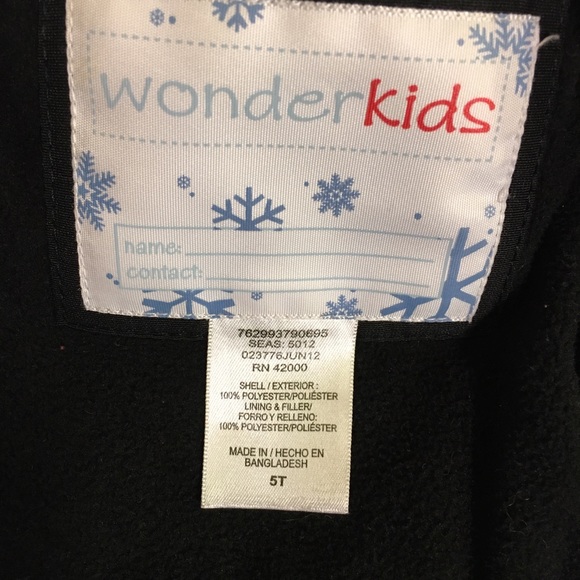 wonderkids
name:
contact:
762993790695
SEAS: 5012
023776JUN12
RN 42000
SHELL / EXTERIOR :
100% POLYESTER/POLIÉSTER
LINING & FILLER/
FORRO Y RELLENO:
100% POLYESTER/POLIÉSTER
MADE IN / HECHO EN
BANGLADESH
5T